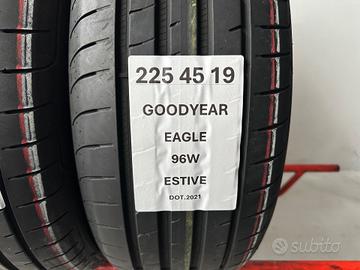 225 45 19
GOODYEAR
EAGLE
96W
ESTIVE
DOT.2021
subito